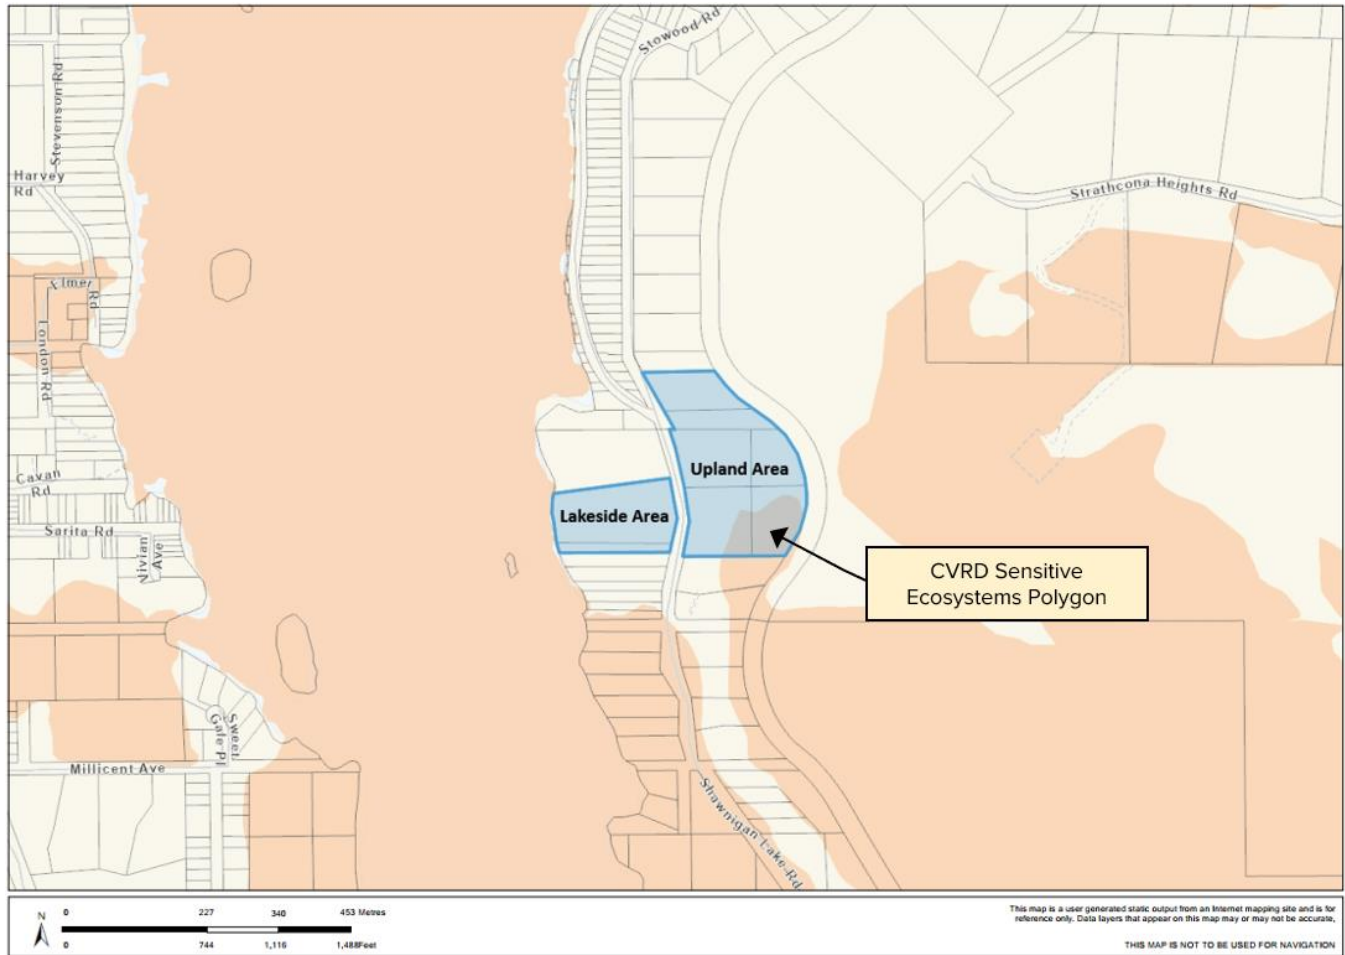 Stowood Rd
Stevenson Rd
Harvey
Rd
Strathcona Heights Rd
Elmer
Rd
London Rd
Upland Area
Cavan
Rd
Lakeside Area
Sarita Rd
Vivian
Ave
CVRD Sensitive
Ecosystems Polygon
Sweet
Gale Pl
Millicent Ave
Shawnigan Lake Rd
N
0 227 340 453 Metres
0 744 1,116 1,488Feet
This map is a user generated static output from an Internet mapping site and is for
reference only. Data layers that appear on this map may or may not be accurate,
THIS MAP IS NOT TO BE USED FOR NAVIGATION